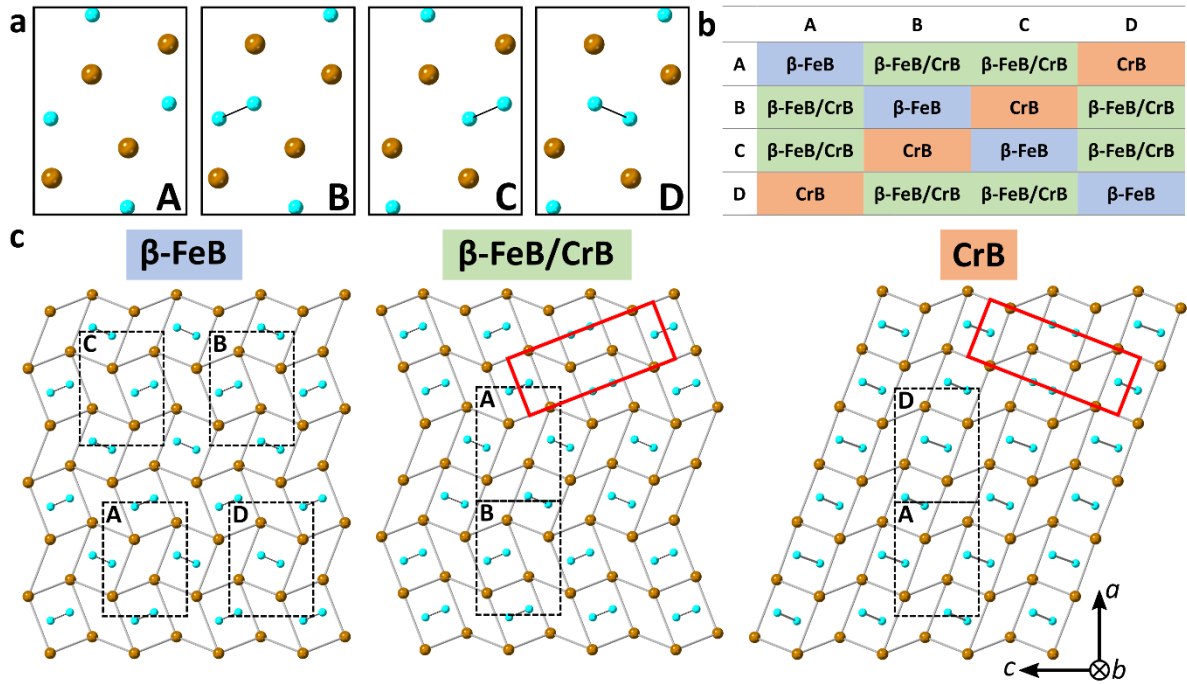 a
A
B
C
D
b
A B C D
A β-FeB β-FeB/CrB β-FeB/CrB CrB
B β-FeB/CrB β-FeB CrB β-FeB/CrB
C β-FeB/CrB CrB β-FeB β-FeB/CrB
D CrB β-FeB/CrB β-FeB/CrB β-FeB
c
β-FeB
β-FeB/CrB
CrB
C
B
A
D
A
B
D
A
a
c
b